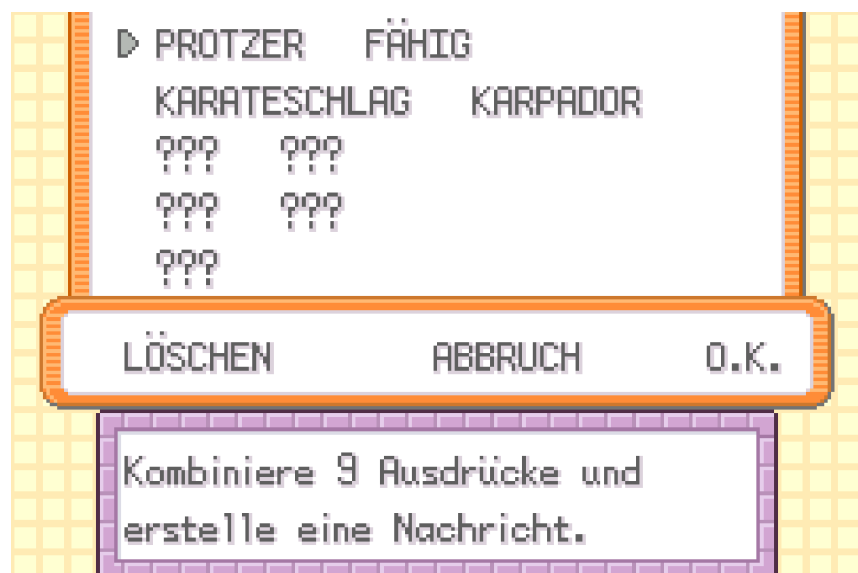 PROTZER FÄHIG
KARATESCHLAG KARPADOR
??? ???
??? ???
???
LÖSCHEN ABBRUCH O.K.
Kombiniere 9 Ausdrücke und
erstelle eine Nachricht.